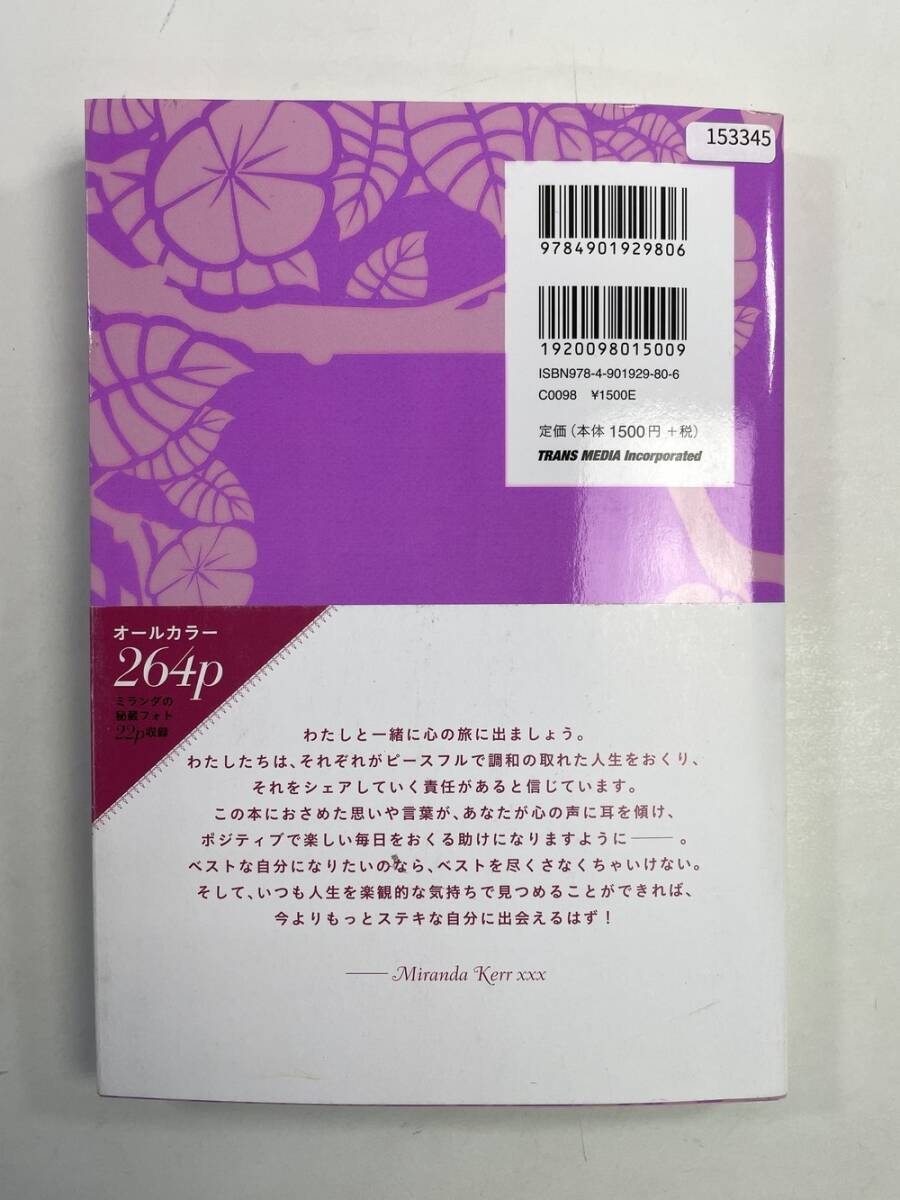 153345
9784901929806
1920098015009
ISBN978-4-901929-80-6
C0098 ¥1500E
定価(本体 1500円 +税)
TRANS MEDIA Incorporated
オールカラー
264p
ミランダの
秘蔵フォト
22p収録
わたしと一緒に心の旅に出ましょう。
わたしたちは、それぞれがピースフルで調和の取れた人生をおくり、
それをシェアしていく責任があると信じています。
この本におさめた思いや言葉が、あなたが心の声に耳を傾け、
ポジティブで楽しい毎日をおくる助けになりますように――。
ベストな自分になりたいのなら、ベストを尽くさなくちゃいけない。
そして、いつも人生を楽観的な気持ちで見つめることができれば、
今よりもっとステキな自分に出会えるはず!
―― Miranda Kerr xxx